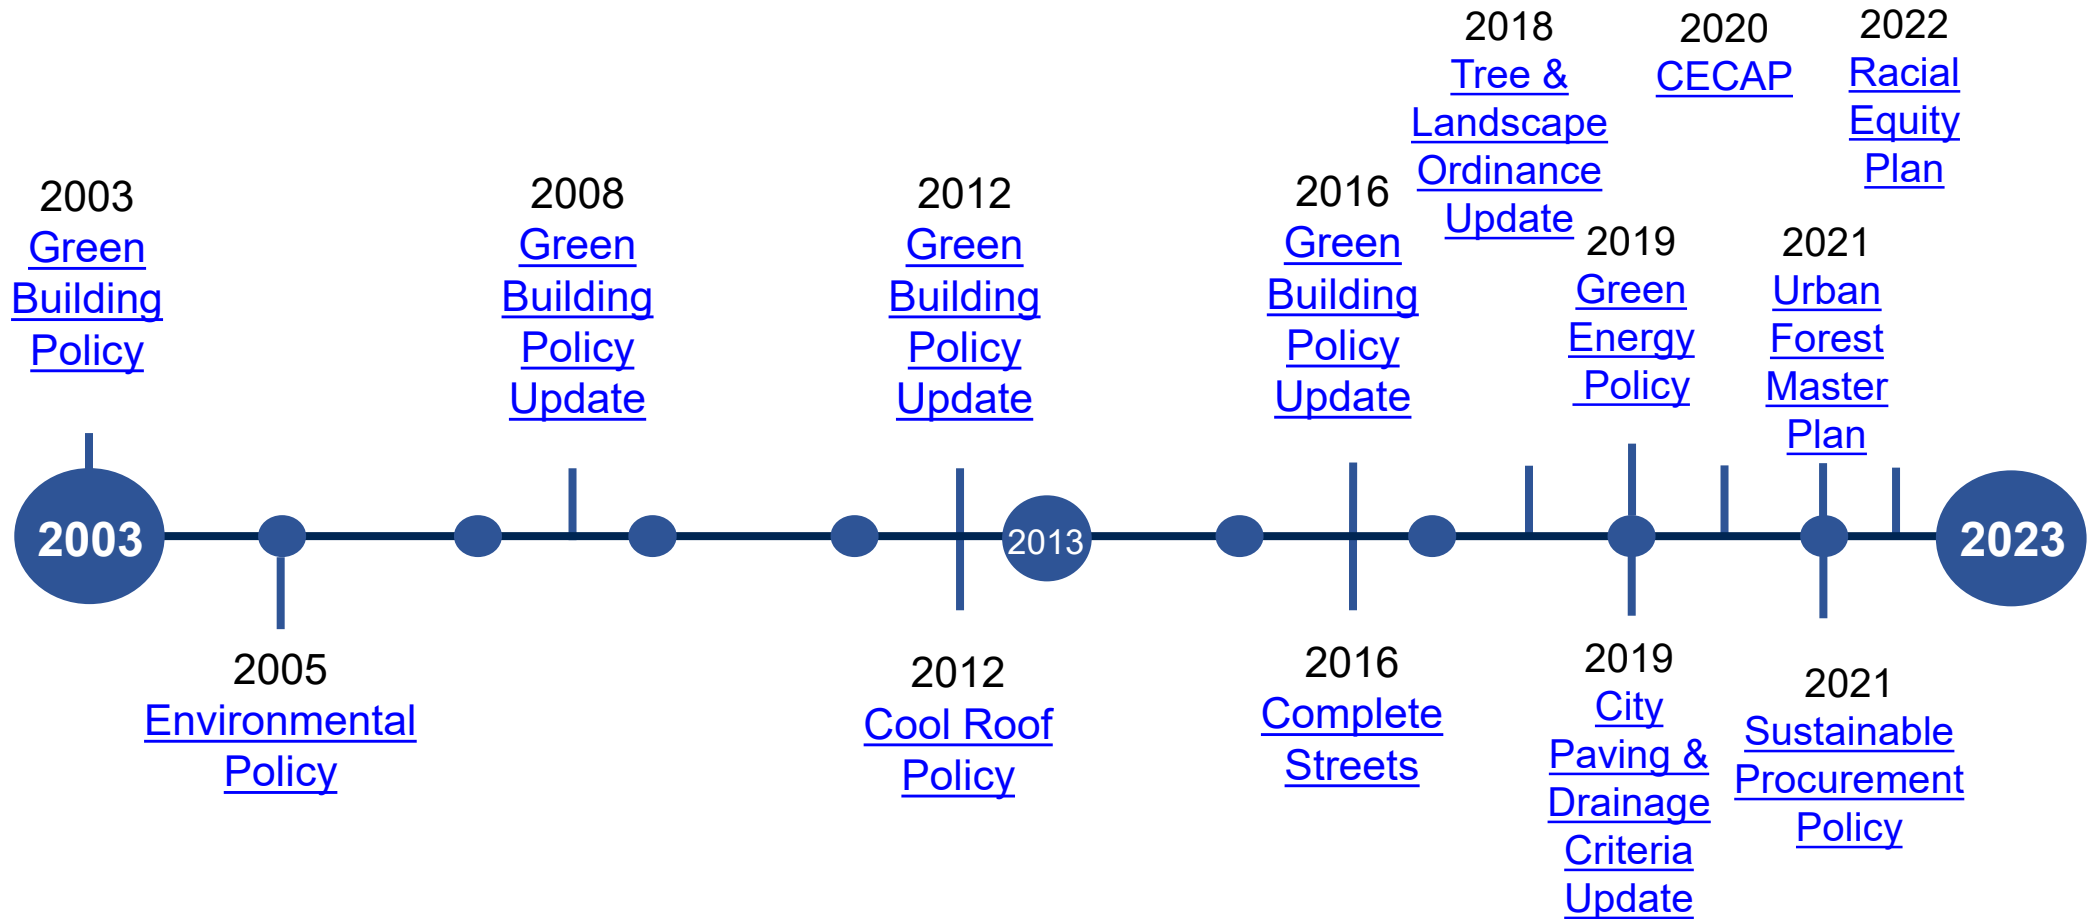 2003
Green
Building
Policy
2008
Green
Building
Policy
Update
2012
Green
Building
Policy
Update
2016
Green
Building
Policy
Update
2018
Tree &
Landscape
Ordinance
Update
2019
Green
Energy
Policy
2020
CECAP
2021
Urban
Forest
Master
Plan
2022
Racial
Equity
Plan
2003
2013
2023
2005
Environmental
Policy
2012
Cool Roof
Policy
2016
Complete
Streets
2019
City
Paving &
Drainage
Criteria
Update
2021
Sustainable
Procurement
Policy